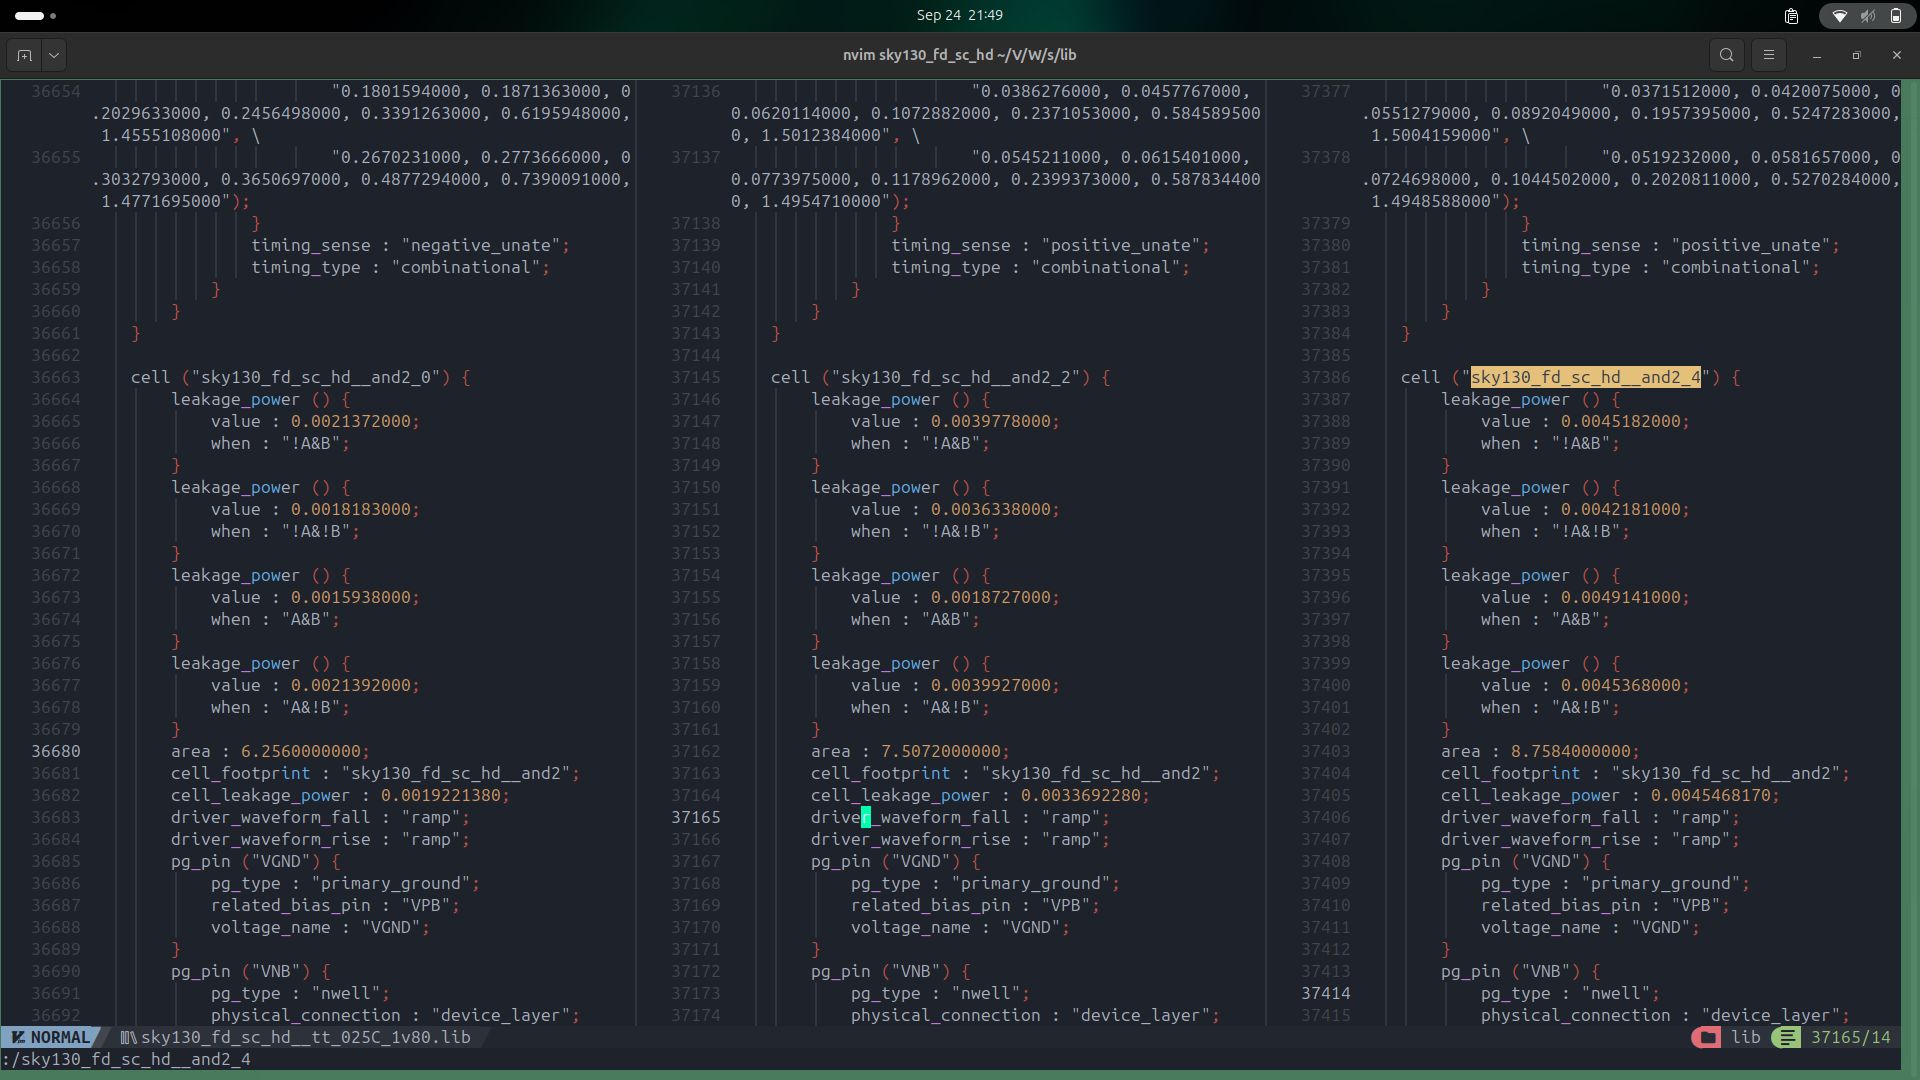 Sep 24 21:49
nvim sky130_fd_sc_hd ~/V/W/s/lib
36654 "0.1801594000, 0.1871363000, 0
.2029633000, 0.2456498000, 0.3391263000, 0.6195948000,
1.4555108000", \
36655 "0.2670231000, 0.2773666000, 0
.3032793000, 0.3650697000, 0.4877294000, 0.7390091000,
1.4771695000");
36656 }
36657 timing_sense : "negative_unate";
36658 timing_type : "combinational";
36659 }
36660 }
36661 }
36662
36663 cell ("sky130_fd_sc_hd__and2_0") {
36664 leakage_power () {
36665 value : 0.0021372000;
36666 when : "!A&B";
36667 }
36668 leakage_power () {
36669 value : 0.0018183000;
36670 when : "!A&!B";
36671 }
36672 leakage_power () {
36673 value : 0.0015938000;
36674 when : "A&B";
36675 }
36676 leakage_power () {
36677 value : 0.0021392000;
36678 when : "A&!B";
36679 }
36680 area : 6.2560000000;
36681 cell_footprint : "sky130_fd_sc_hd__and2";
36682 cell_leakage_power : 0.0019221380;
36683 driver_waveform_fall : "ramp";
36684 driver_waveform_rise : "ramp";
36685 pg_pin ("VGND") {
36686 pg_type : "primary_ground";
36687 related_bias_pin : "VPB";
36688 voltage_name : "VGND";
36689 }
36690 pg_pin ("VNB") {
36691 pg_type : "nwell";
36692 physical_connection : "device_layer";
37136 "0.0386276000, 0.0457767000,
0.0620114000, 0.1072882000, 0.2371053000, 0.584589500
0, 1.5012384000", \
37137 "0.0545211000, 0.0615401000,
0.0773975000, 0.1178962000, 0.2399373000, 0.587834400
0, 1.4954710000");
37138 }
37139 timing_sense : "positive_unate";
37140 timing_type : "combinational";
37141 }
37142 }
37143 }
37144
37145 cell ("sky130_fd_sc_hd__and2_2") {
37146 leakage_power () {
37147 value : 0.0039778000;
37148 when : "!A&B";
37149 }
37150 leakage_power () {
37151 value : 0.0036338000;
37152 when : "!A&!B";
37153 }
37154 leakage_power () {
37155 value : 0.0018727000;
37156 when : "A&B";
37157 }
37158 leakage_power () {
37159 value : 0.0039927000;
37160 when : "A&!B";
37161 }
37162 area : 7.5072000000;
37163 cell_footprint : "sky130_fd_sc_hd__and2";
37164 cell_leakage_power : 0.0033692280;
37165 driver_waveform_fall : "ramp";
37166 driver_waveform_rise : "ramp";
37167 pg_pin ("VGND") {
37168 pg_type : "primary_ground";
37169 related_bias_pin : "VPB";
37170 voltage_name : "VGND";
37171 }
37172 pg_pin ("VNB") {
37173 pg_type : "nwell";
37174 physical_connection : "device_layer";
37377 "0.0371512000, 0.0420075000, 0
.0551279000, 0.0892049000, 0.1957395000, 0.5247283000,
1.5004159000", \
37378 "0.0519232000, 0.0581657000, 0
.0724698000, 0.1044502000, 0.2020811000, 0.5270284000,
1.4948588000");
37379 }
37380 timing_sense : "positive_unate";
37381 timing_type : "combinational";
37382 }
37383 }
37384 }
37385
37386 cell ("sky130_fd_sc_hd__and2_4") {
37387 leakage_power () {
37388 value : 0.0045182000;
37389 when : "!A&B";
37390 }
37391 leakage_power () {
37392 value : 0.0042181000;
37393 when : "!A&!B";
37394 }
37395 leakage_power () {
37396 value : 0.0049141000;
37397 when : "A&B";
37398 }
37399 leakage_power () {
37400 value : 0.0045368000;
37401 when : "A&!B";
37402 }
37403 area : 8.7584000000;
37404 cell_footprint : "sky130_fd_sc_hd__and2";
37405 cell_leakage_power : 0.0045468170;
37406 driver_waveform_fall : "ramp";
37407 driver_waveform_rise : "ramp";
37408 pg_pin ("VGND") {
37409 pg_type : "primary_ground";
37410 related_bias_pin : "VPB";
37411 voltage_name : "VGND";
37412 }
37413 pg_pin ("VNB") {
37414 pg_type : "nwell";
37415 physical_connection : "device_layer";
NORMAL sky130_fd_sc_hd__tt_025C_1v80.lib lib 37165/14
:/sky130_fd_sc_hd__and2_4